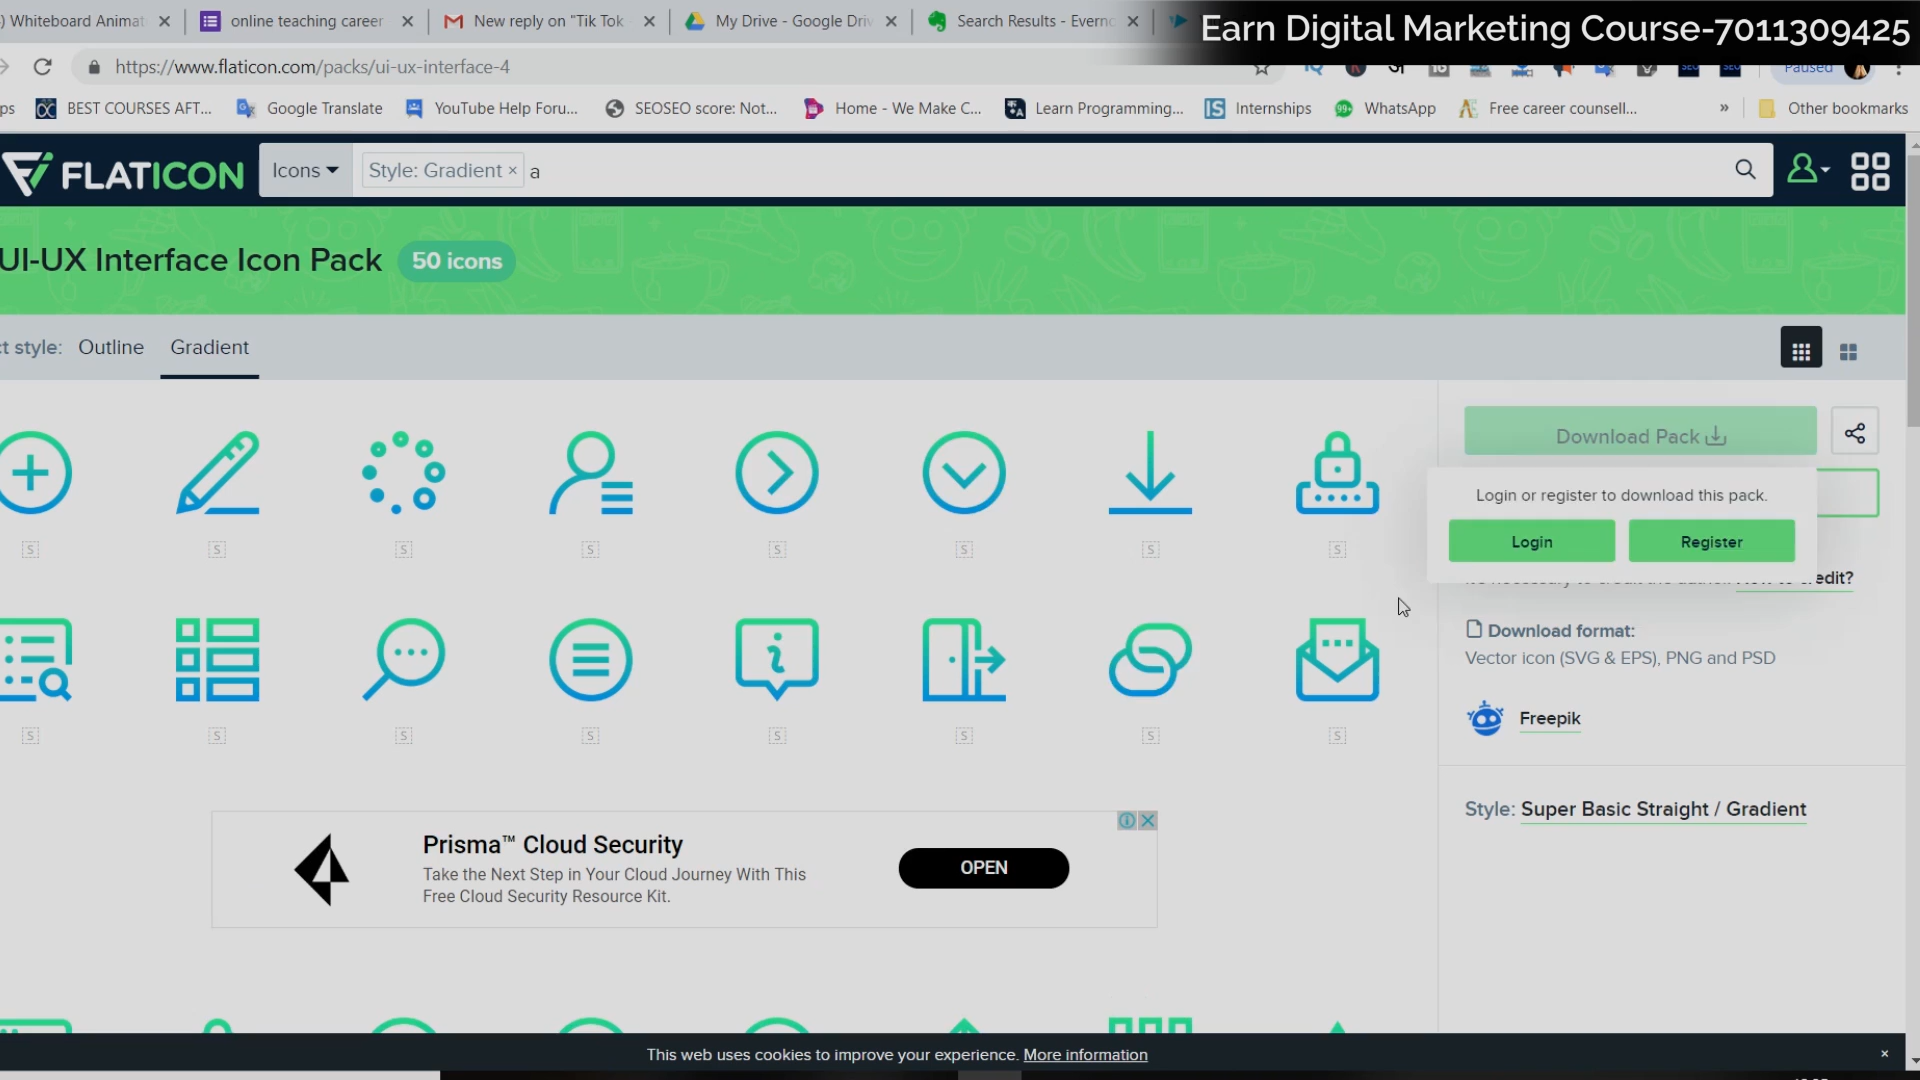 ) Whiteboard Animat
online teaching career
New reply on "Tik Tok
My Drive - Google Driv
Search Results - Everno
Earn Digital Marketing Course-7011309425
https://www.flaticon.com/packs/ui-ux-interface-4
Paused
ps
BEST COURSES AFT...
Google Translate
YouTube Help Foru...
SEOSEO score: Not...
Home - We Make C...
Learn Programming...
Internships
WhatsApp
Free career counsell...
»
Other bookmarks
FLATICON
Icons
Style: Gradient ×
a
UI-UX Interface Icon Pack
50 icons
ct style:
Outline
Gradient
Download Pack
Login or register to download this pack.
Login
Register
edit?
S S S S S S S S
Download format:
Vector icon (SVG & EPS), PNG and PSD
Freepik
S S S S S S S S
Style: Super Basic Straight / Gradient
Prisma™ Cloud Security
Take the Next Step in Your Cloud Journey With This
Free Cloud Security Resource Kit.
OPEN
This web uses cookies to improve your experience. More information
×